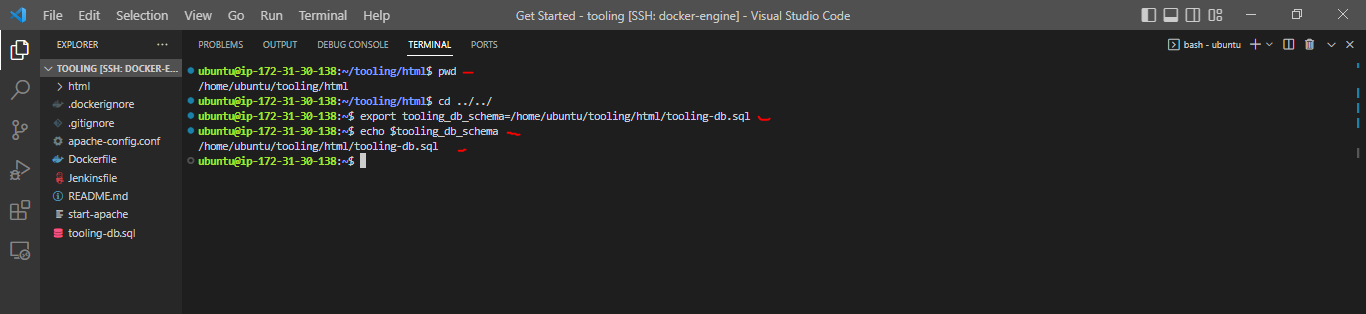 File Edit Selection View Go Run Terminal Help
Get Started - tooling [SSH: docker-engine] - Visual Studio Code
EXPLORER
TOOLING [SSH: DOCKER-E...
html
.dockerignore
.gitignore
apache-config.conf
Dockerfile
Jenkinsfile
README.md
start-apache
tooling-db.sql
PROBLEMS OUTPUT DEBUG CONSOLE TERMINAL PORTS
bash - ubuntu
ubuntu@ip-172-31-30-138:~/tooling/html$ pwd
/home/ubuntu/tooling/html
ubuntu@ip-172-31-30-138:~/tooling/html$ cd ../../
ubuntu@ip-172-31-30-138:~$ export tooling_db_schema=/home/ubuntu/tooling/html/tooling-db.sql
ubuntu@ip-172-31-30-138:~$ echo $tooling_db_schema
/home/ubuntu/tooling/html/tooling-db.sql
ubuntu@ip-172-31-30-138:~$